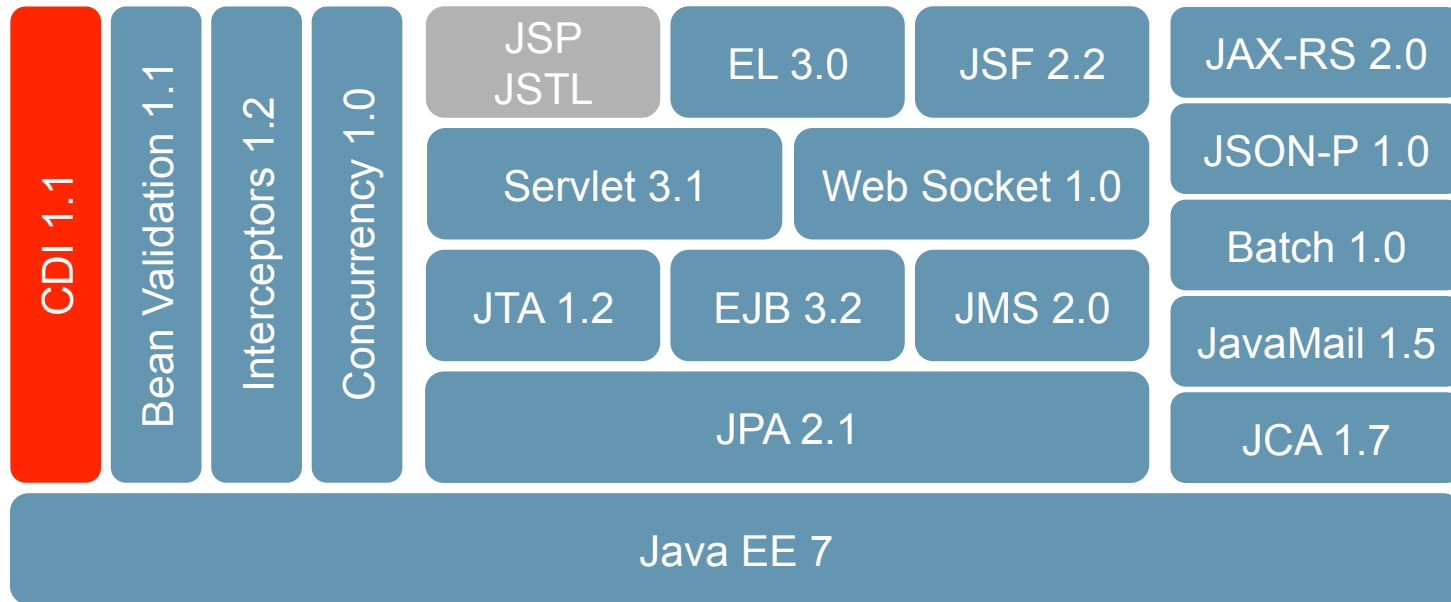 CDI 1.1
Bean Validation 1.1
Interceptors 1.2
Concurrency 1.0
JSP
JSTL
EL 3.0
JSF 2.2
Servlet 3.1
Web Socket 1.0
JTA 1.2
EJB 3.2
JMS 2.0
JPA 2.1
JAX-RS 2.0
JSON-P 1.0
Batch 1.0
JavaMail 1.5
JCA 1.7
Java EE 7